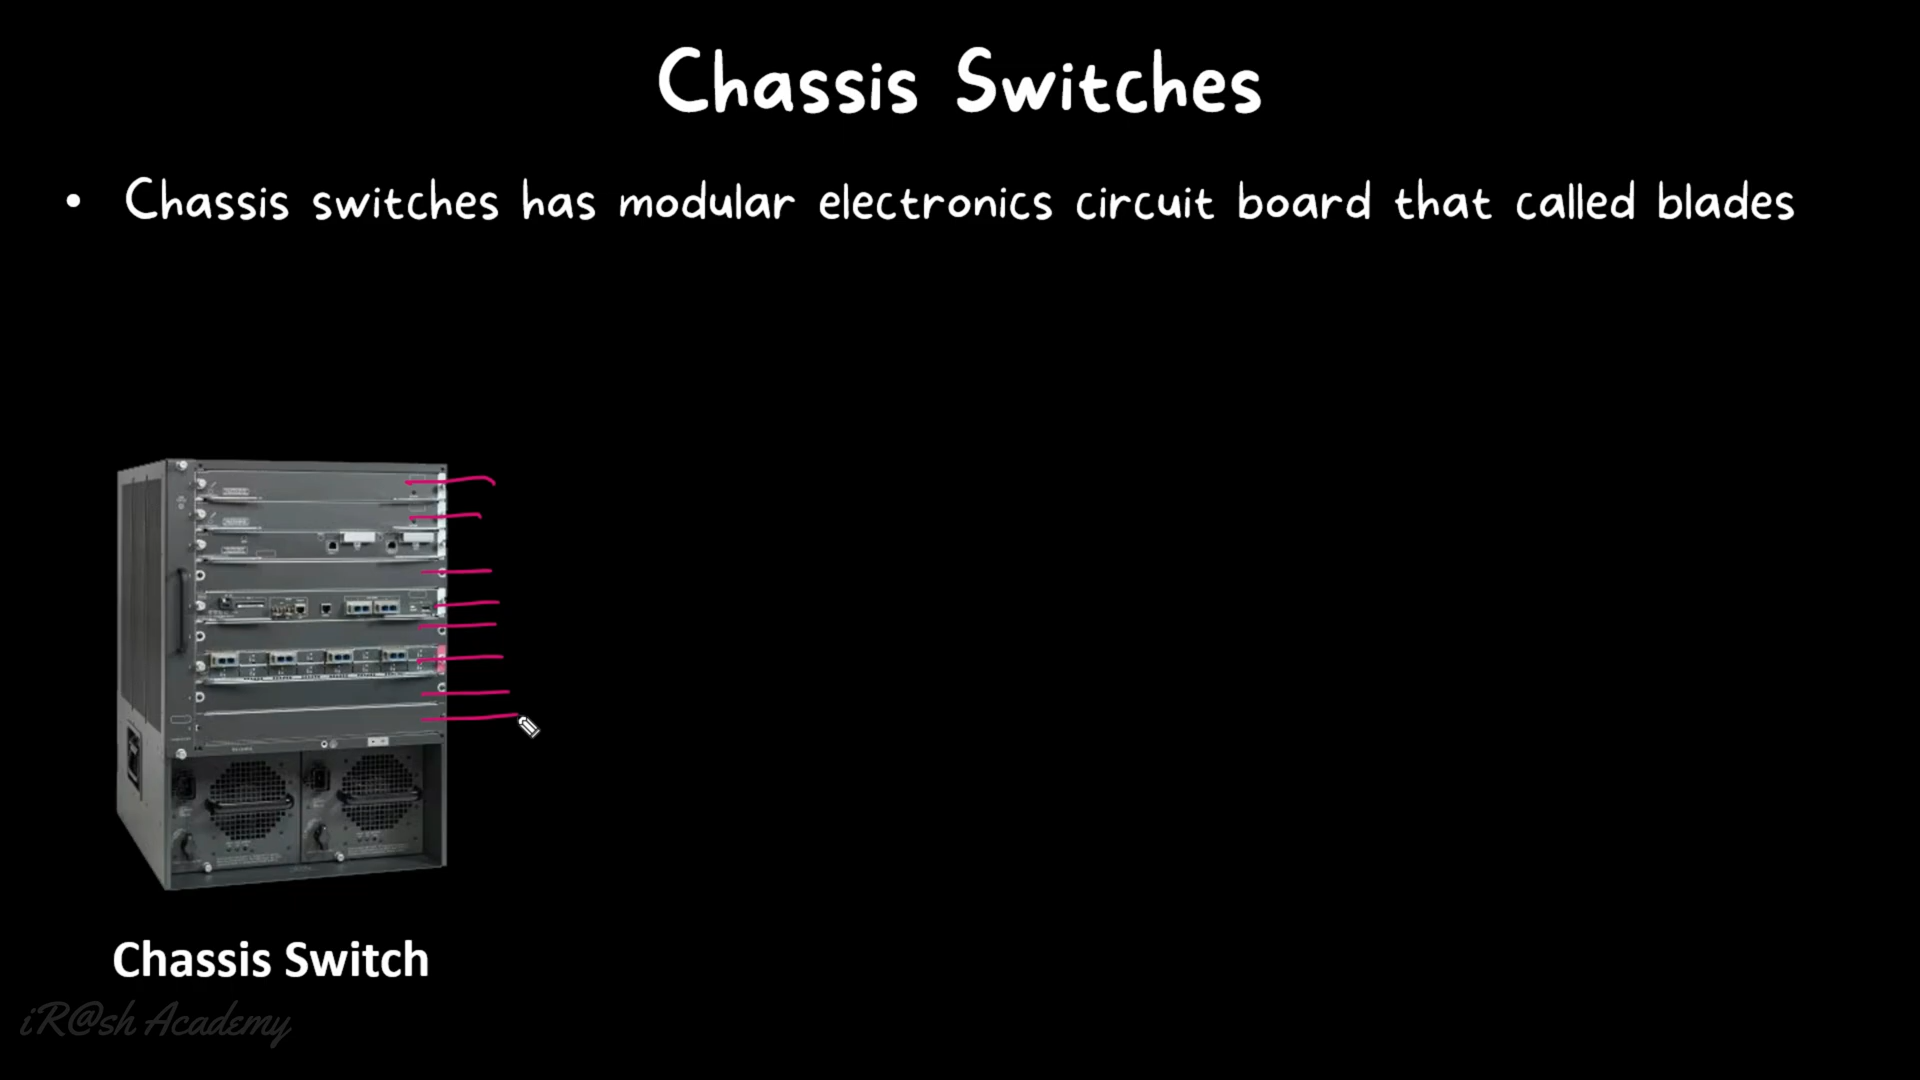 Chassis Switches
• Chassis switches has modular electronics circuit board that called blades
Chassis Switch
iR@sh Academy